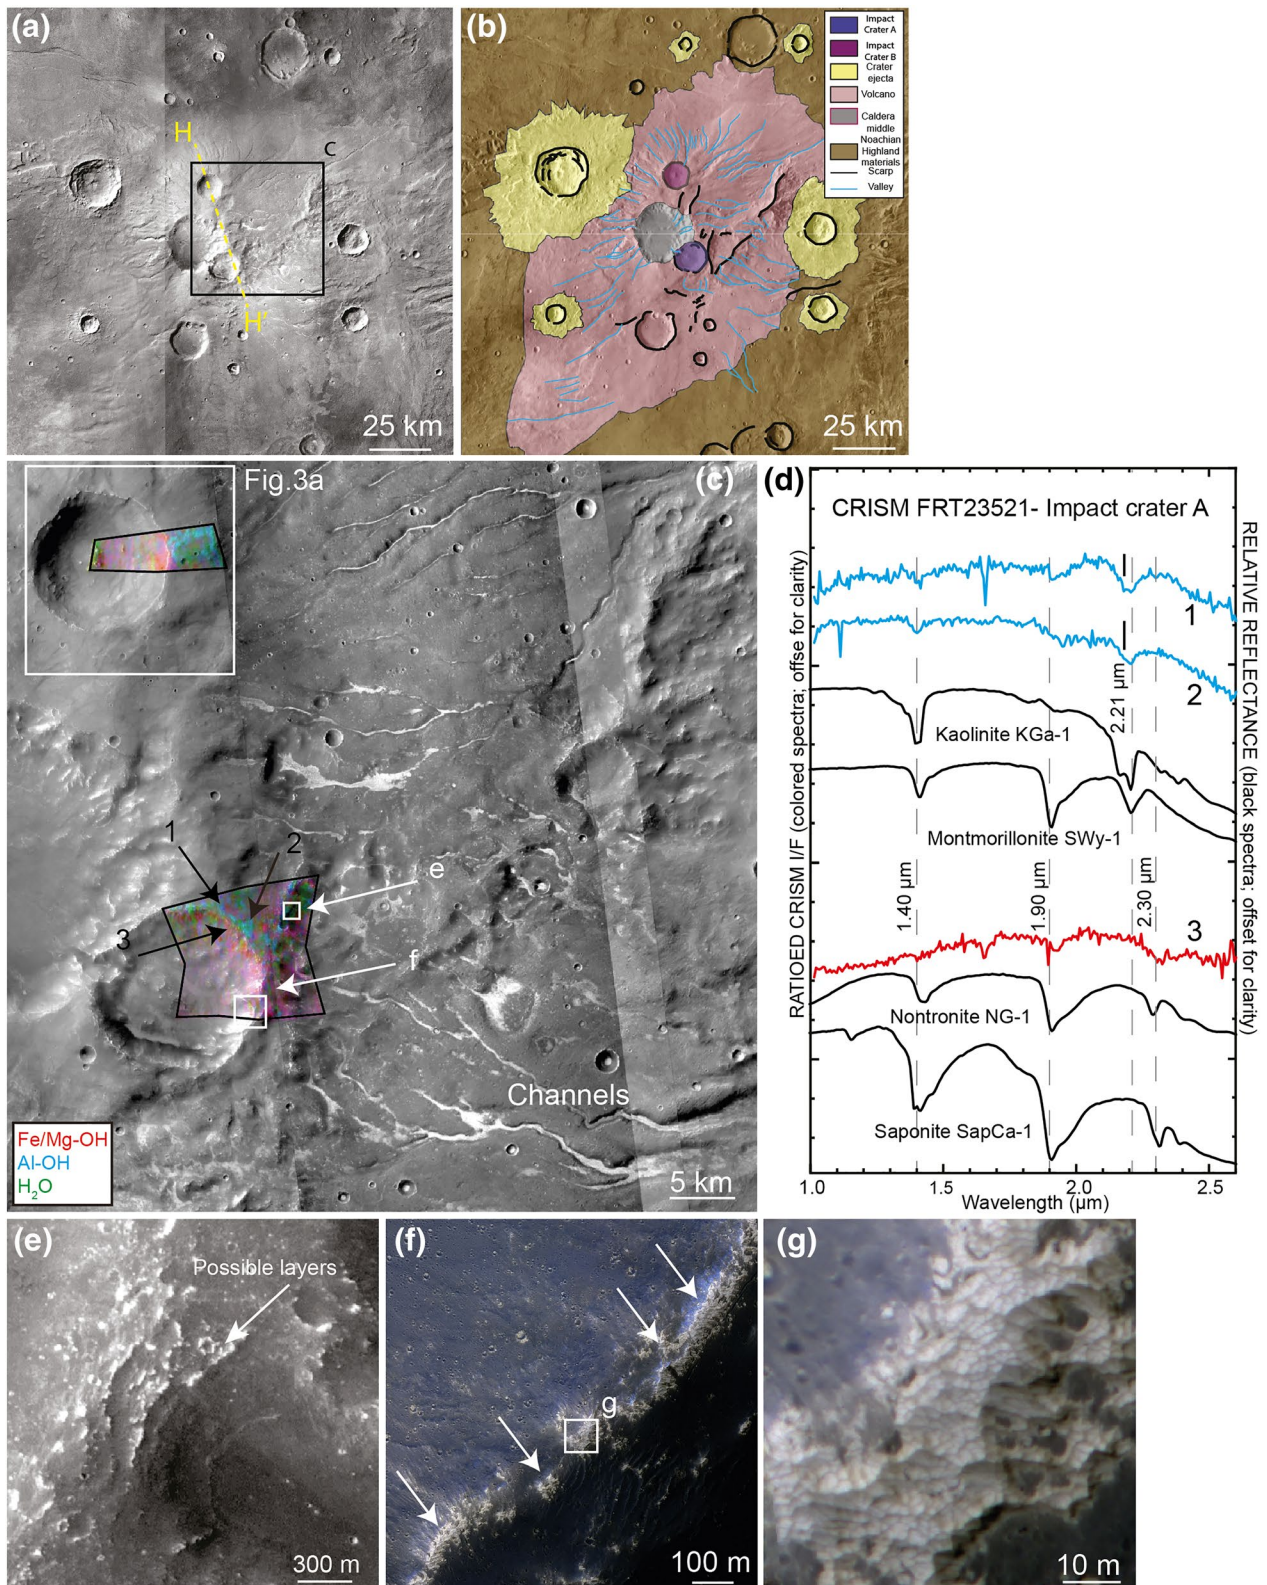 (a)
H
C
H'
25 km
(b)
Impact
Crater A
Impact
Crater B
Crater
ejecta
Volcano
Caldera
middle
Noachian
Highland
materials
Scarp
Valley
25 km
Fig.3a
(c)
1
2
e
3
f
Channels
Fe/Mg-OH
Al-OH
H₂O
5 km
(d)
CRISM FRT23521- Impact crater A
RATIOED CRISM I/F (colored spectra; offse for clarity)
RELATIVE REFLECTANCE (black spectra; offset for clarity)
1
2
2.21 µm
Kaolinite KGa-1
Montmorillonite SWy-1
1.40 µm
1.90 µm
2.30 µm
3
Nontronite NG-1
Saponite SapCa-1
1.0 1.5 2.0 2.5
Wavelength (µm)
(e)
Possible layers
300 m
(f)
g
100 m
(g)
10 m